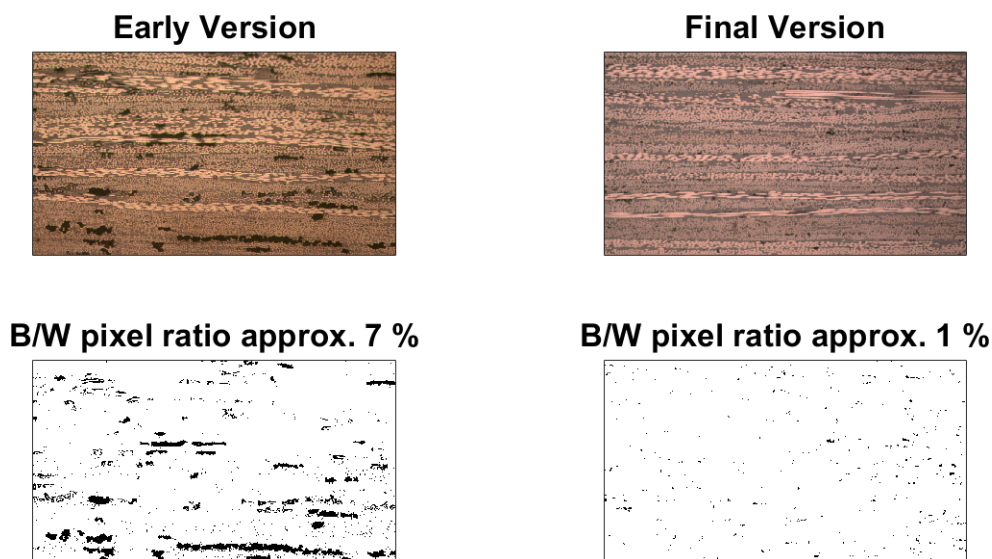 Early Version
Final Version
B/W pixel ratio approx. 7 %
B/W pixel ratio approx. 1 %